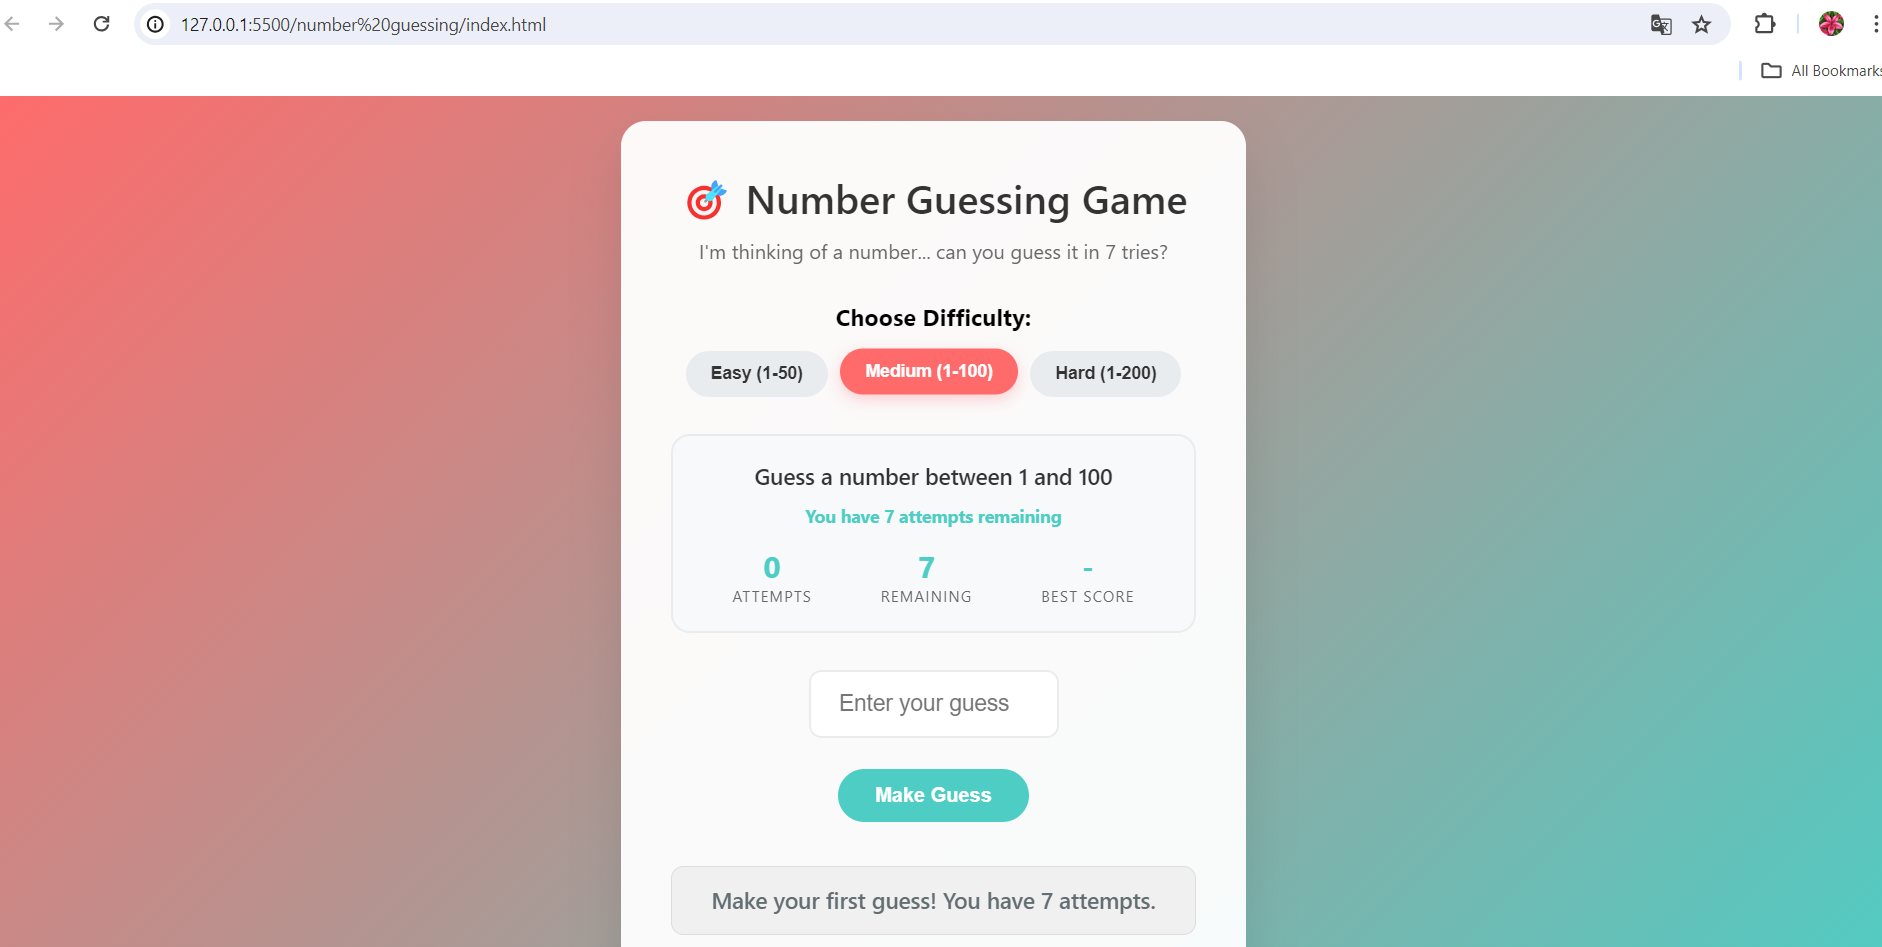 127.0.0.1:5500/number%20guessing/index.html
All Bookmarks
Number Guessing Game
I'm thinking of a number... can you guess it in 7 tries?
Choose Difficulty:
Easy (1-50) Medium (1-100) Hard (1-200)
Guess a number between 1 and 100
You have 7 attempts remaining
0 7 -
ATTEMPTS REMAINING BEST SCORE
Enter your guess
Make Guess
Make your first guess! You have 7 attempts.